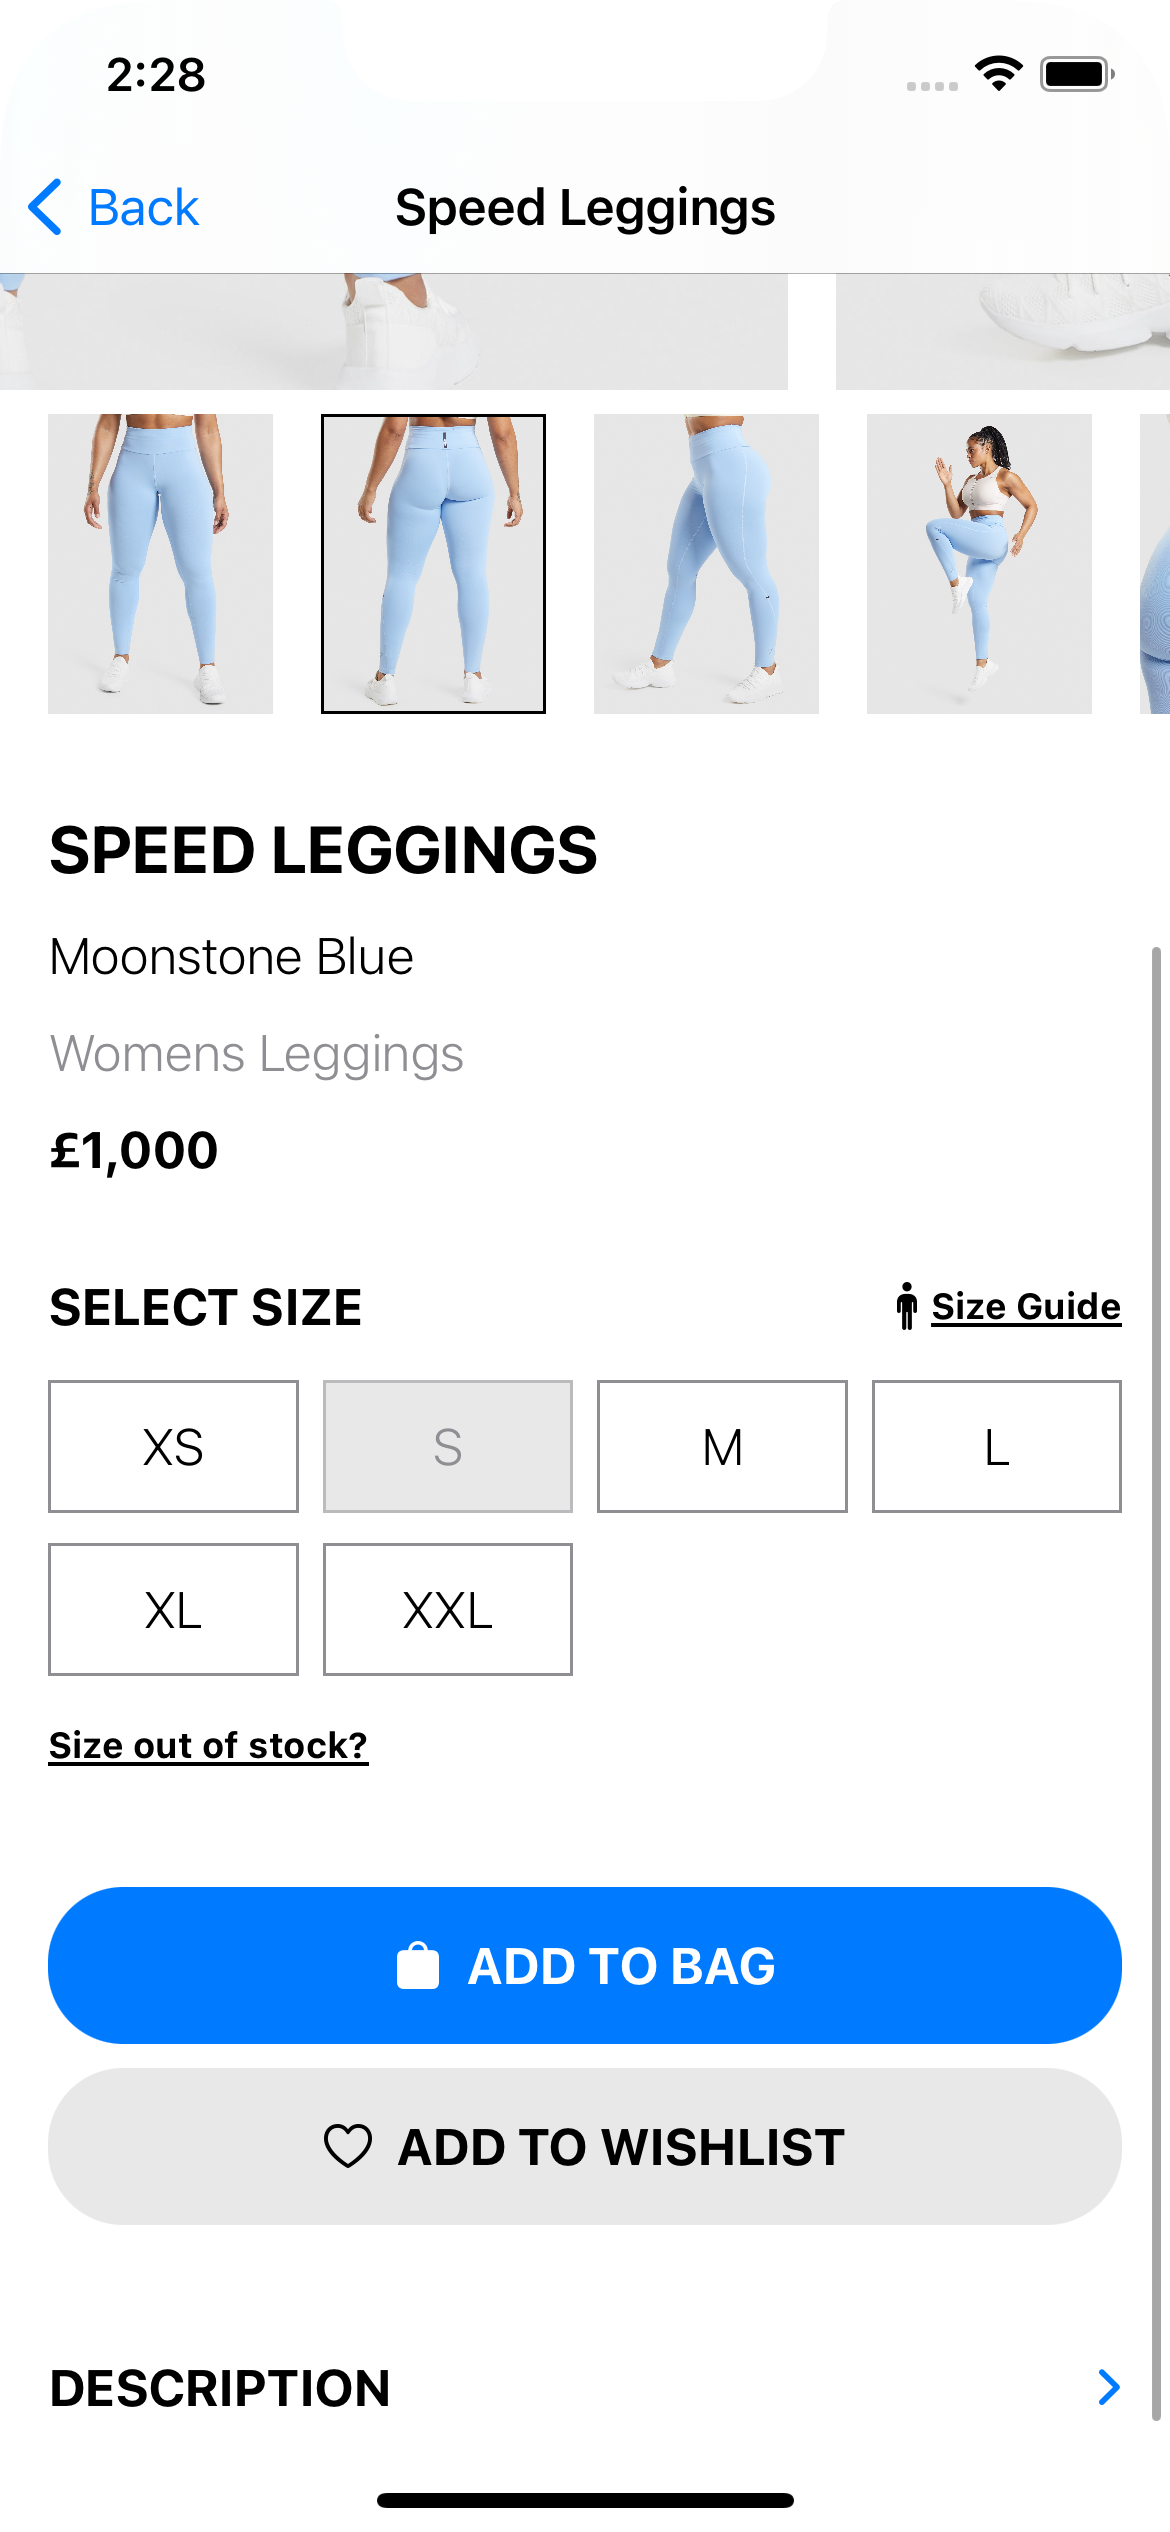 2:28
Back
Speed Leggings
SPEED LEGGINGS
Moonstone Blue
Womens Leggings
£1,000
SELECT SIZE
Size Guide
XS
S
M
L
XL
XXL
Size out of stock?
ADD TO BAG
ADD TO WISHLIST
DESCRIPTION